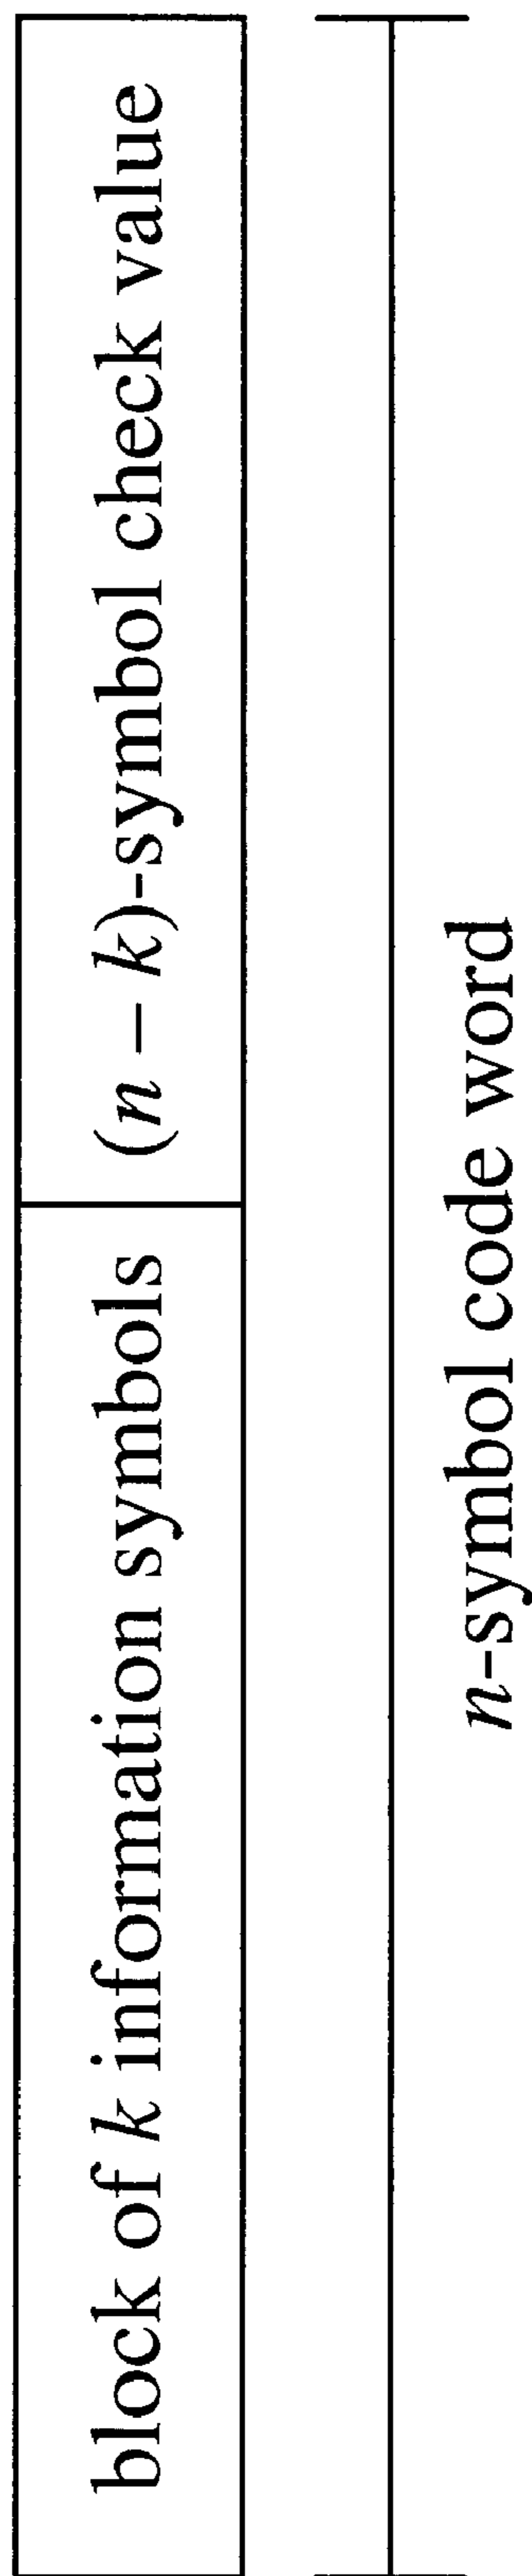 block of k information symbols
(n – k)-symbol check value
n-symbol code word